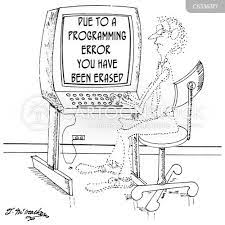 DUE TO A
PROGRAMMING
ERROR
YOU HAVE
BEEN ERASED